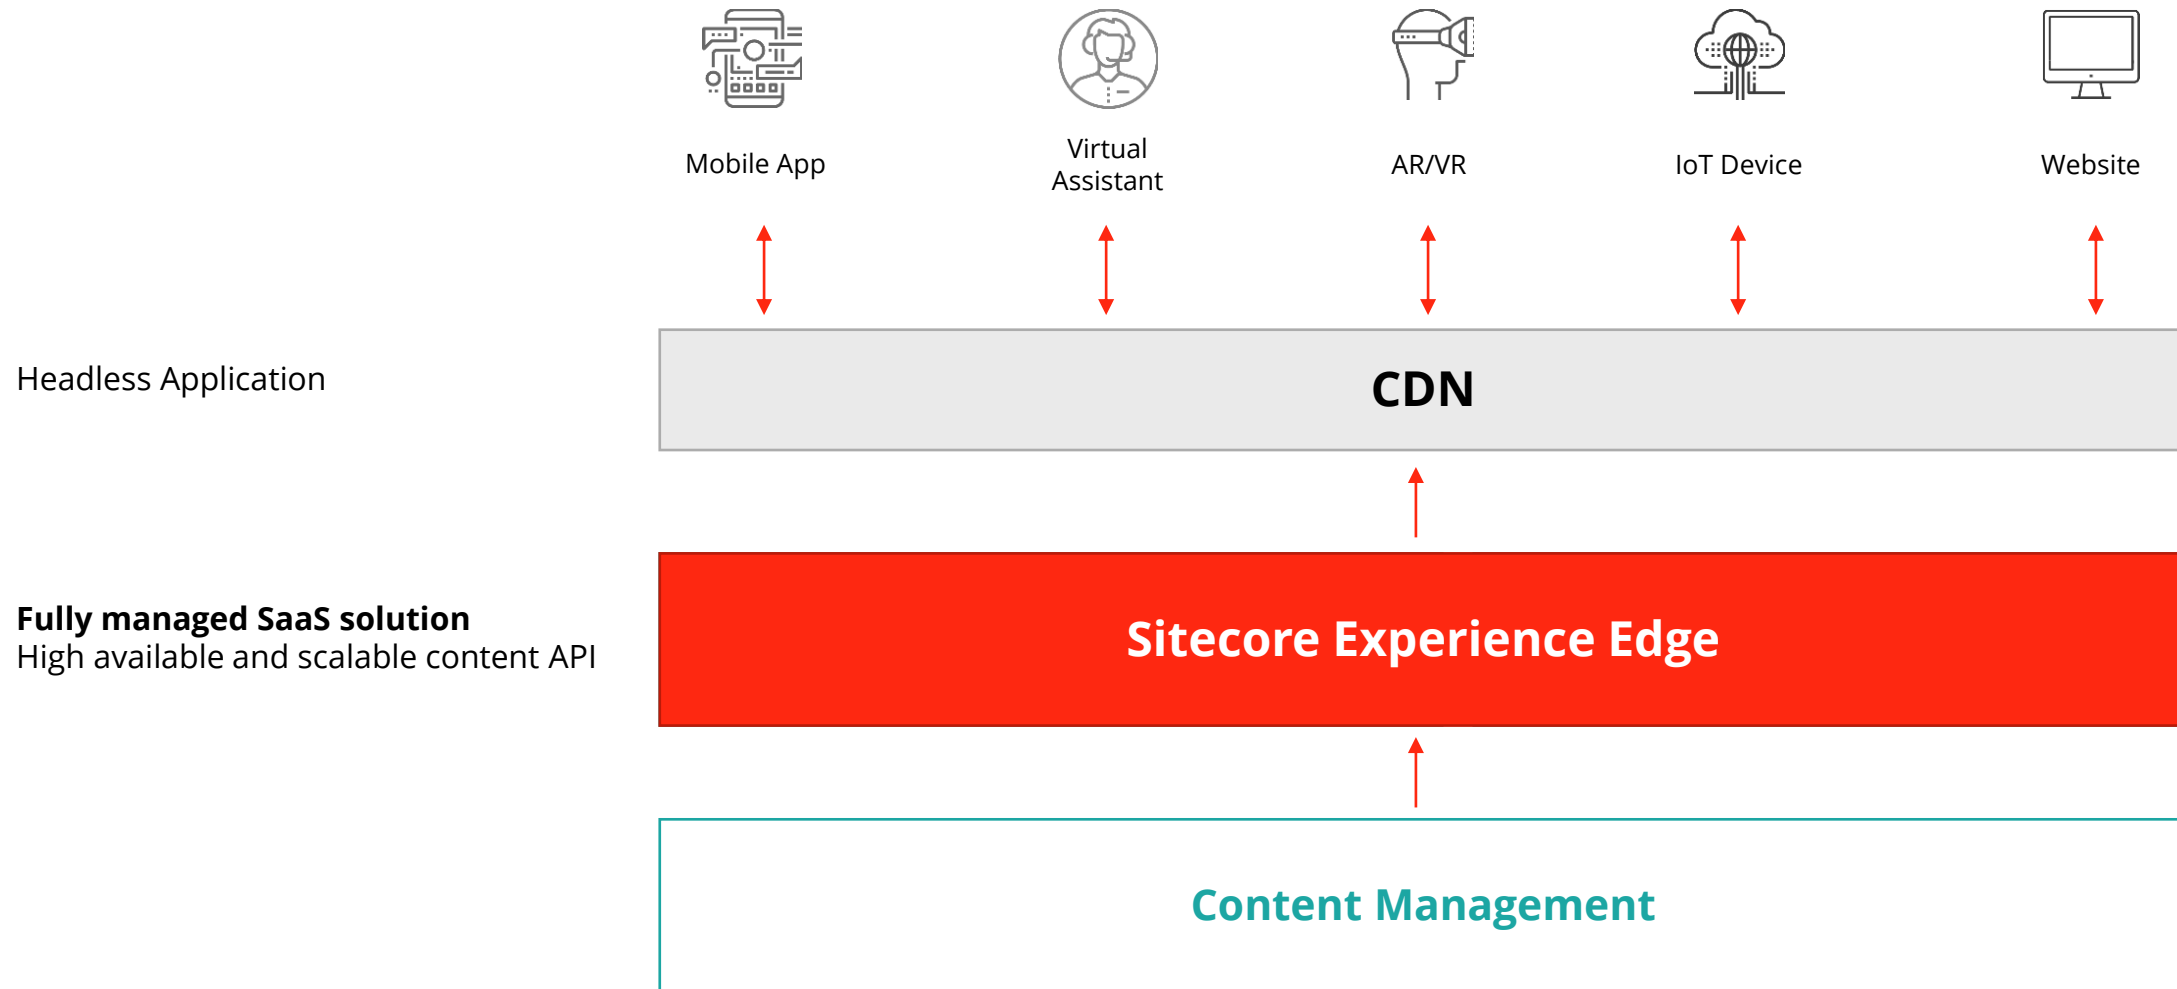 Mobile App
Virtual
Assistant
AR/VR
IoT Device
Website
Headless Application
CDN
Fully managed SaaS solution
High available and scalable content API
Sitecore Experience Edge
Content Management